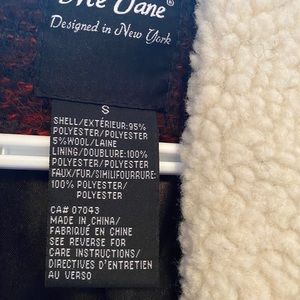 Me Jane®
Designed in New York
S
SHELL/EXTÉRIEUR:95%
POLYESTER/POLYESTER
5%WOOL/LAINE
LINING/DOUBLURE:100%
POLYESTER/POLYESTER
FAUX/FUR/SIMILIFOURRURE:
100% POLYESTER/
POLYESTER
CA# 07043
MADE IN CHINA/
FABRIQUÉ EN CHINE
SEE REVERSE FOR
CARE INSTRUCTIONS/
DIRECTIVES D'ENTRETIEN
AU VERSO